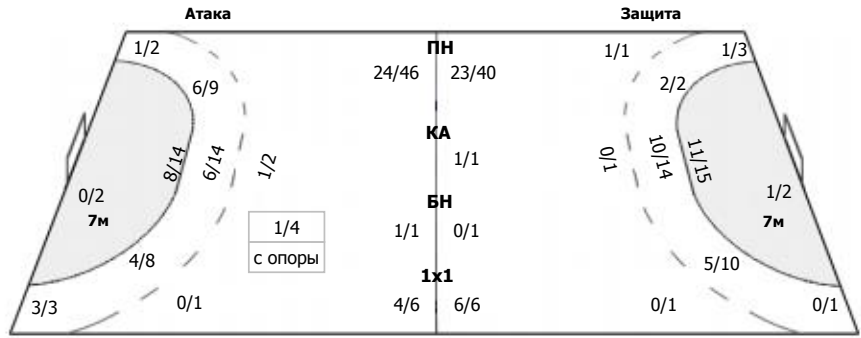 Атака Защита
1/2 ПН 1/1 1/3
24/46 23/40
6/9 2/2
КА
8/14 6/14 1/2 1/1 0/1 10/14 11/15
0/2 БН 1/2
7м 7м
1/4 1/1 0/1
с опоры
4/8 5/10
1х1
3/3 0/1 4/6 6/6 0/1 0/1